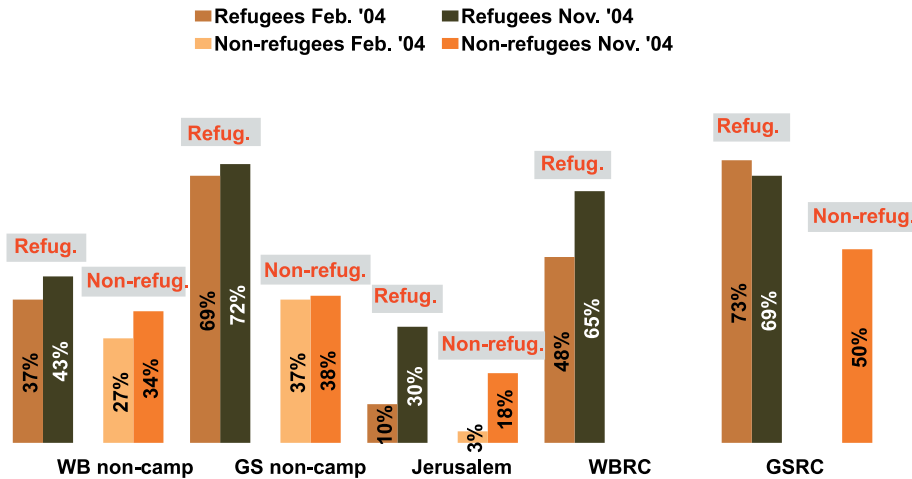 Refugees Feb. '04 Refugees Nov. '04
Non-refugees Feb. '04 Non-refugees Nov. '04
Refug.
Non-refug.
Refug.
Non-refug.
Refug.
Non-refug.
Refug.
Refug.
Non-refug.
37% 43% 27% 34% 69% 72% 37% 38% 10% 30% 3% 18% 48% 65% 73% 69% 50%
WB non-camp GS non-camp Jerusalem WBRC GSRC